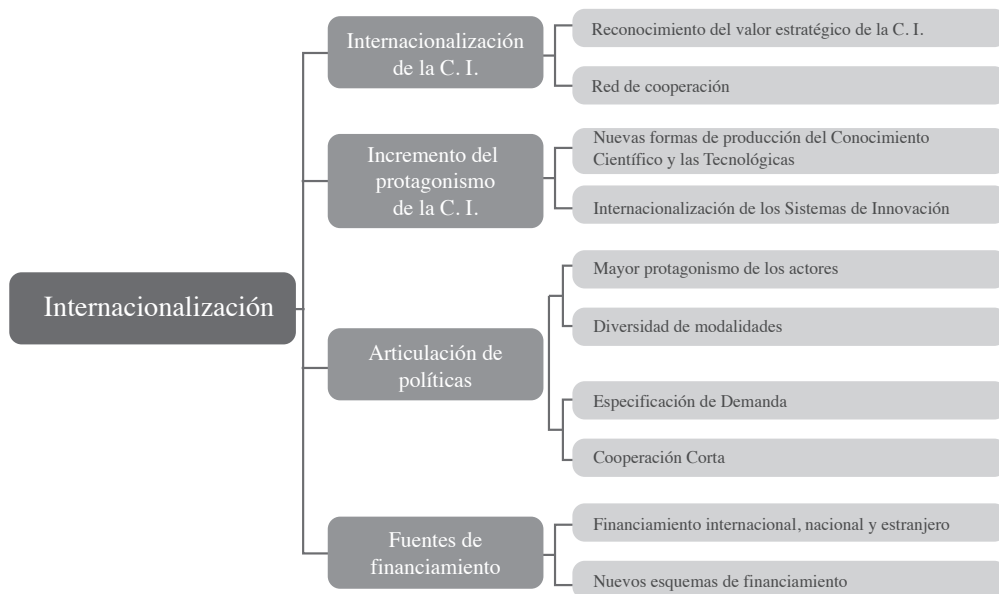 Internacionalización
Internacionalización
de la C. I.
Reconocimiento del valor estratégico de la C. I.
Red de cooperación
Incremento del
protagonismo
de la C. I.
Nuevas formas de producción del Conocimiento
Científico y las Tecnológicas
Internacionalización de los Sistemas de Innovación
Articulación de
políticas
Mayor protagonismo de los actores
Diversidad de modalidades
Especificación de Demanda
Cooperación Corta
Fuentes de
financiamiento
Financiamiento internacional, nacional y estranjero
Nuevos esquemas de financiamiento